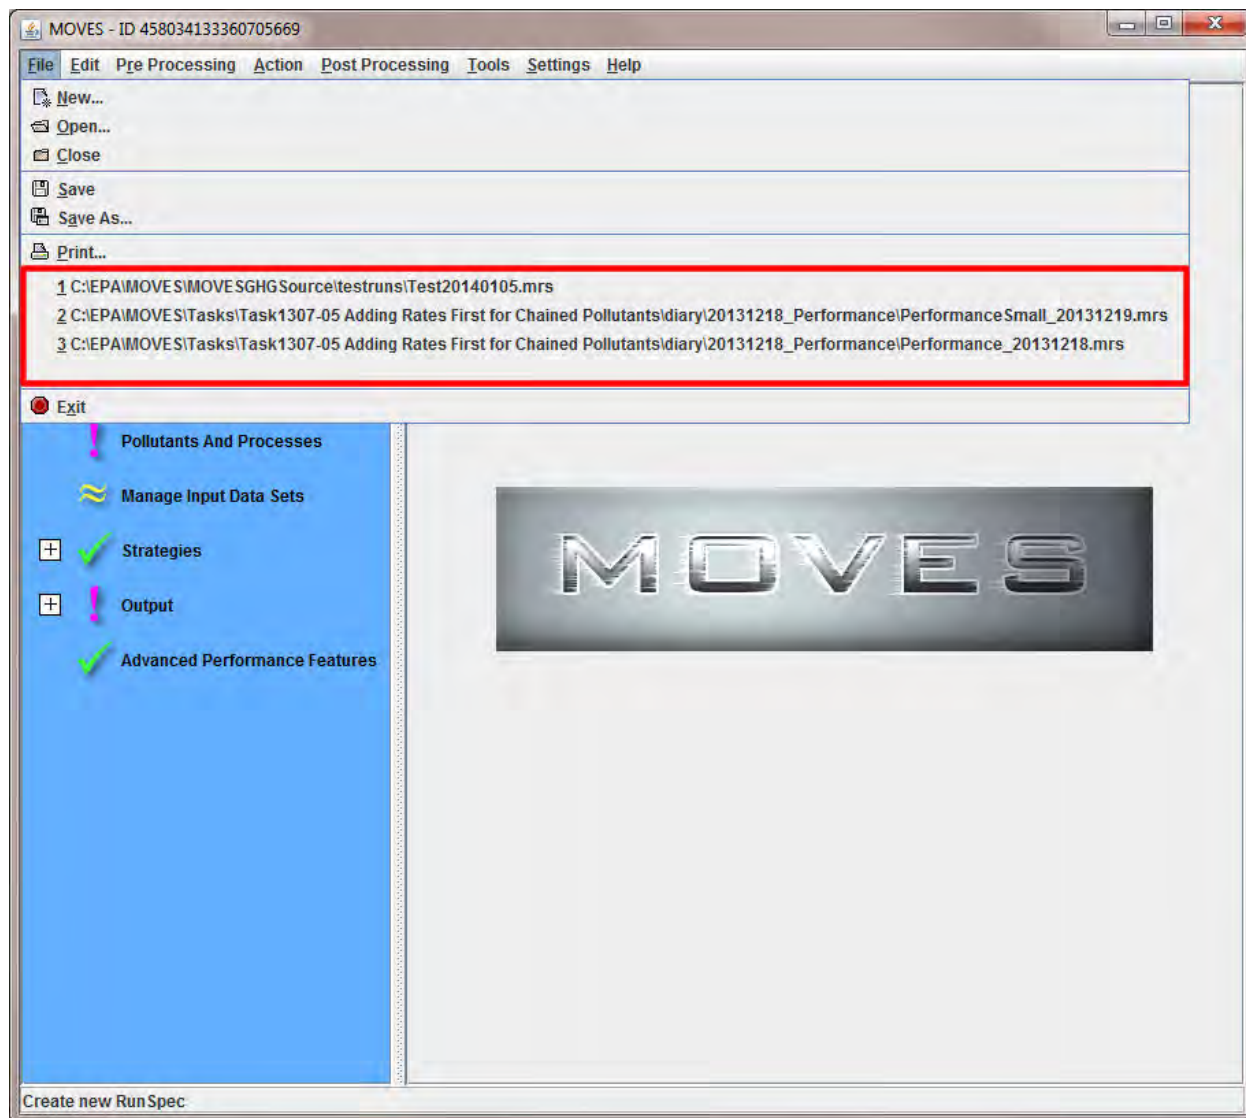 MOVES - ID 458034133360705669
File Edit Pre Processing Action Post Processing Tools Settings Help
New...
Open...
Close
Save
Save As...
Print...
1 C:\EPA\MOVES\MOVESGHGSource\testruns\Test20140105.mrs
2 C:\EPA\MOVES\Tasks\Task1307-05 Adding Rates First for Chained Pollutants\diary\20131218_Performance\PerformanceSmall_20131219.mrs
3 C:\EPA\MOVES\Tasks\Task1307-05 Adding Rates First for Chained Pollutants\diary\20131218_Performance\Performance_20131218.mrs
Exit
Pollutants And Processes
Manage Input Data Sets
Strategies
Output
Advanced Performance Features
MOVES
Create new RunSpec